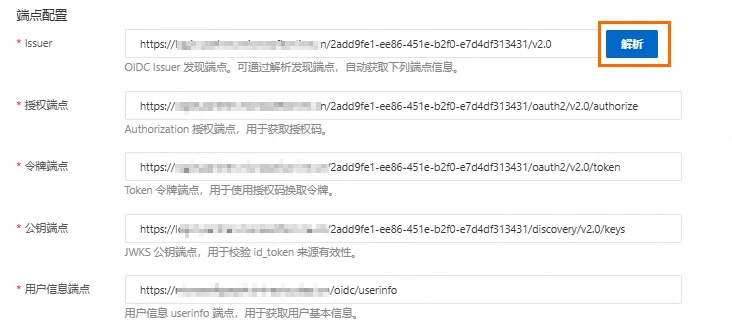 端点配置
* Issuer
https:// n/2add9fe1-ee86-451e-b2f0-e7d4df313431/v2.0
解析
OIDC Issuer 发现端点。可通过解析发现端点，自动获取下列端点信息。
* 授权端点
https:// /2add9fe1-ee86-451e-b2f0-e7d4df313431/oauth2/v2.0/authorize
Authorization 授权端点，用于获取授权码。
* 令牌端点
https:// /2add9fe1-ee86-451e-b2f0-e7d4df313431/oauth2/v2.0/token
Token 令牌端点，用于使用授权码换取令牌。
* 公钥端点
https:// /2add9fe1-ee86-451e-b2f0-e7d4df313431/discovery/v2.0/keys
JWKS 公钥端点，用于校验 id_token 来源有效性。
* 用户信息端点
https:// /oidc/userinfo
用户信息 userinfo 端点，用于获取用户基本信息。